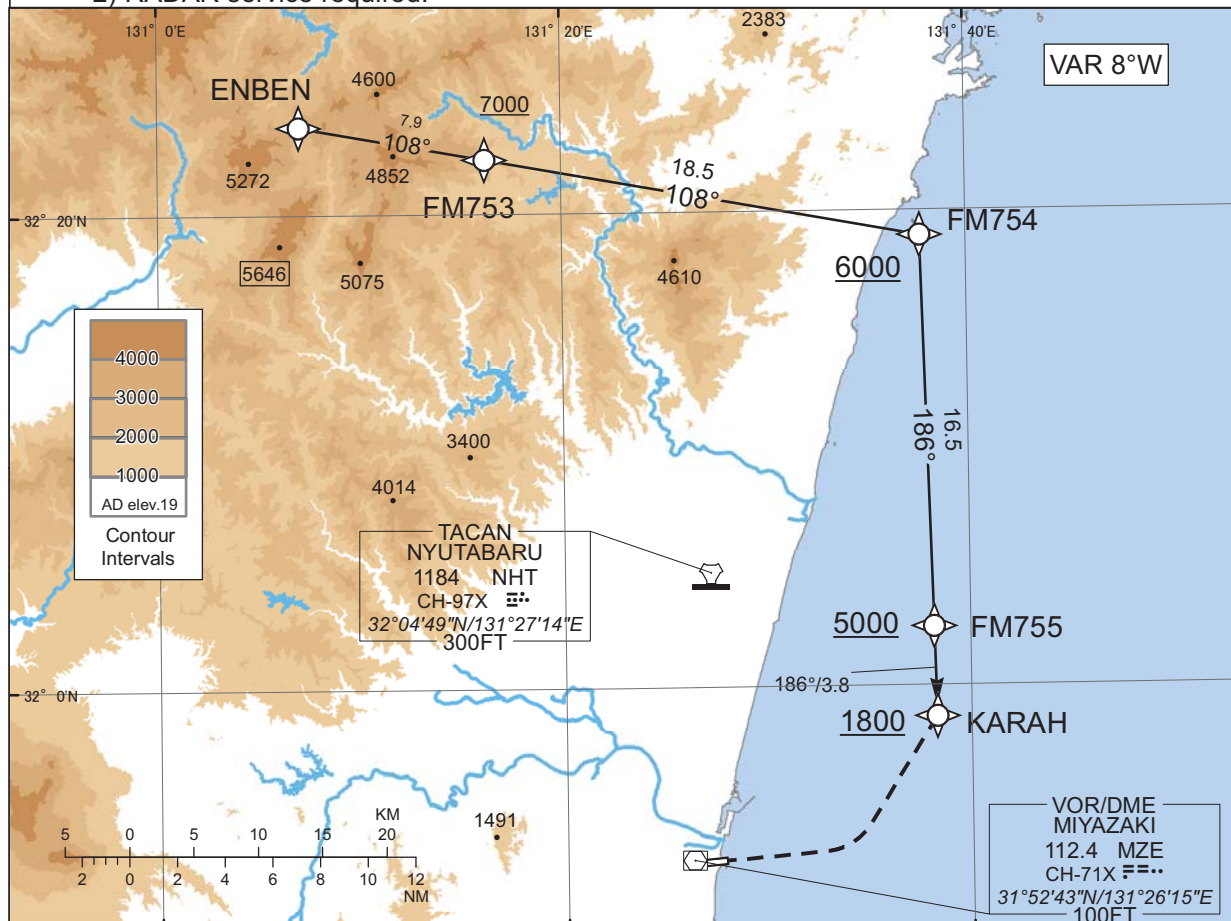 2) RADAR service required.
131° 0'E
131° 20'E
131° 40'E
2383
VAR 8°W
ENBEN
4600
7000
7.9
108°
18.5
108°
5272
4852
FM753
32° 20'N
FM754
6000
5646
5075
4610
4000
3000
2000
1000
AD elev.19
Contour
Intervals
16.5
186°
3400
4014
TACAN
NYUTABARU
1184 NHT
CH-97X
32°04'49"N/131°27'14"E
300FT
5000
FM755
186°/3.8
32° 0'N
1800
KARAH
KM
5 0 5 10 15 20
2 0 2 4 6 8 10 12
NM
1491
VOR/DME
MIYAZAKI
112.4 MZE
CH-71X
31°52'43"N/131°26'15"E
100FT